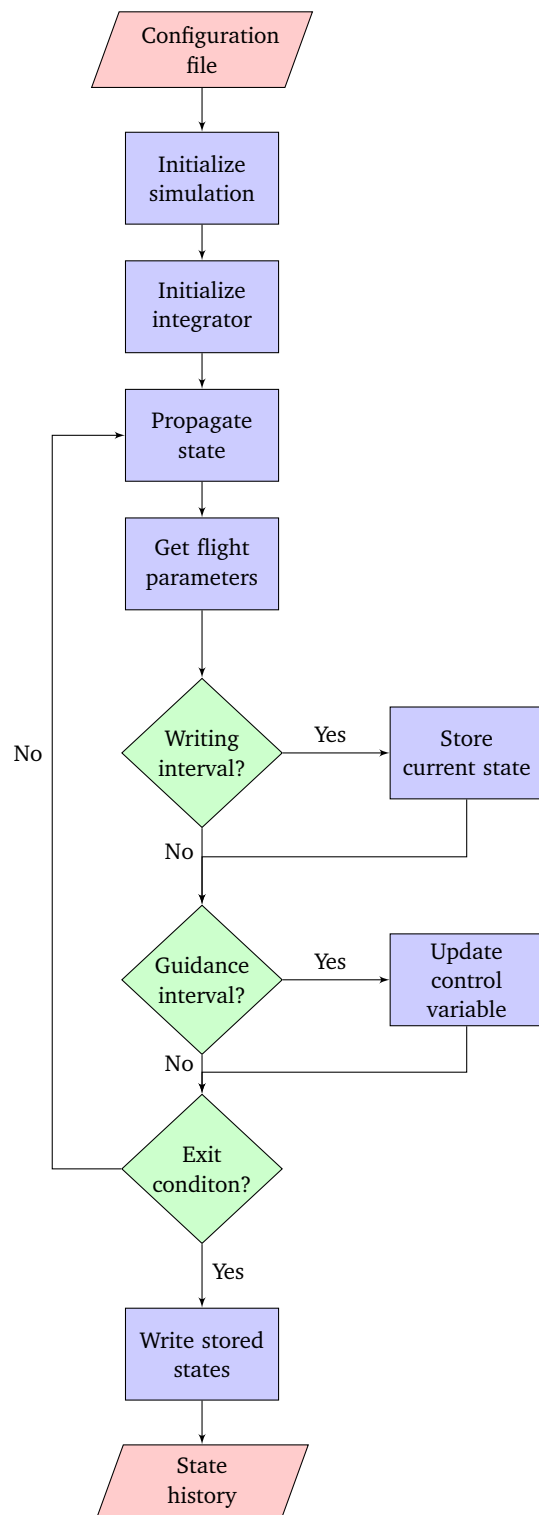 Configuration
file
Initialize
simulation
Initialize
integrator
Propagate
state
Get flight
parameters
Writing
interval?
Yes
Store
current state
No
No
Guidance
interval?
Yes
Update
control
variable
No
Exit
conditon?
Yes
Write stored
states
State
history